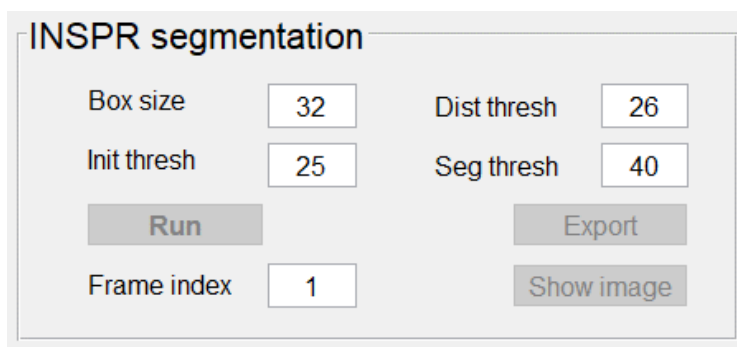 INSPR segmentation
Box size 32 Dist thresh 26
Init thresh 25 Seg thresh 40
Run Export
Frame index 1 Show image